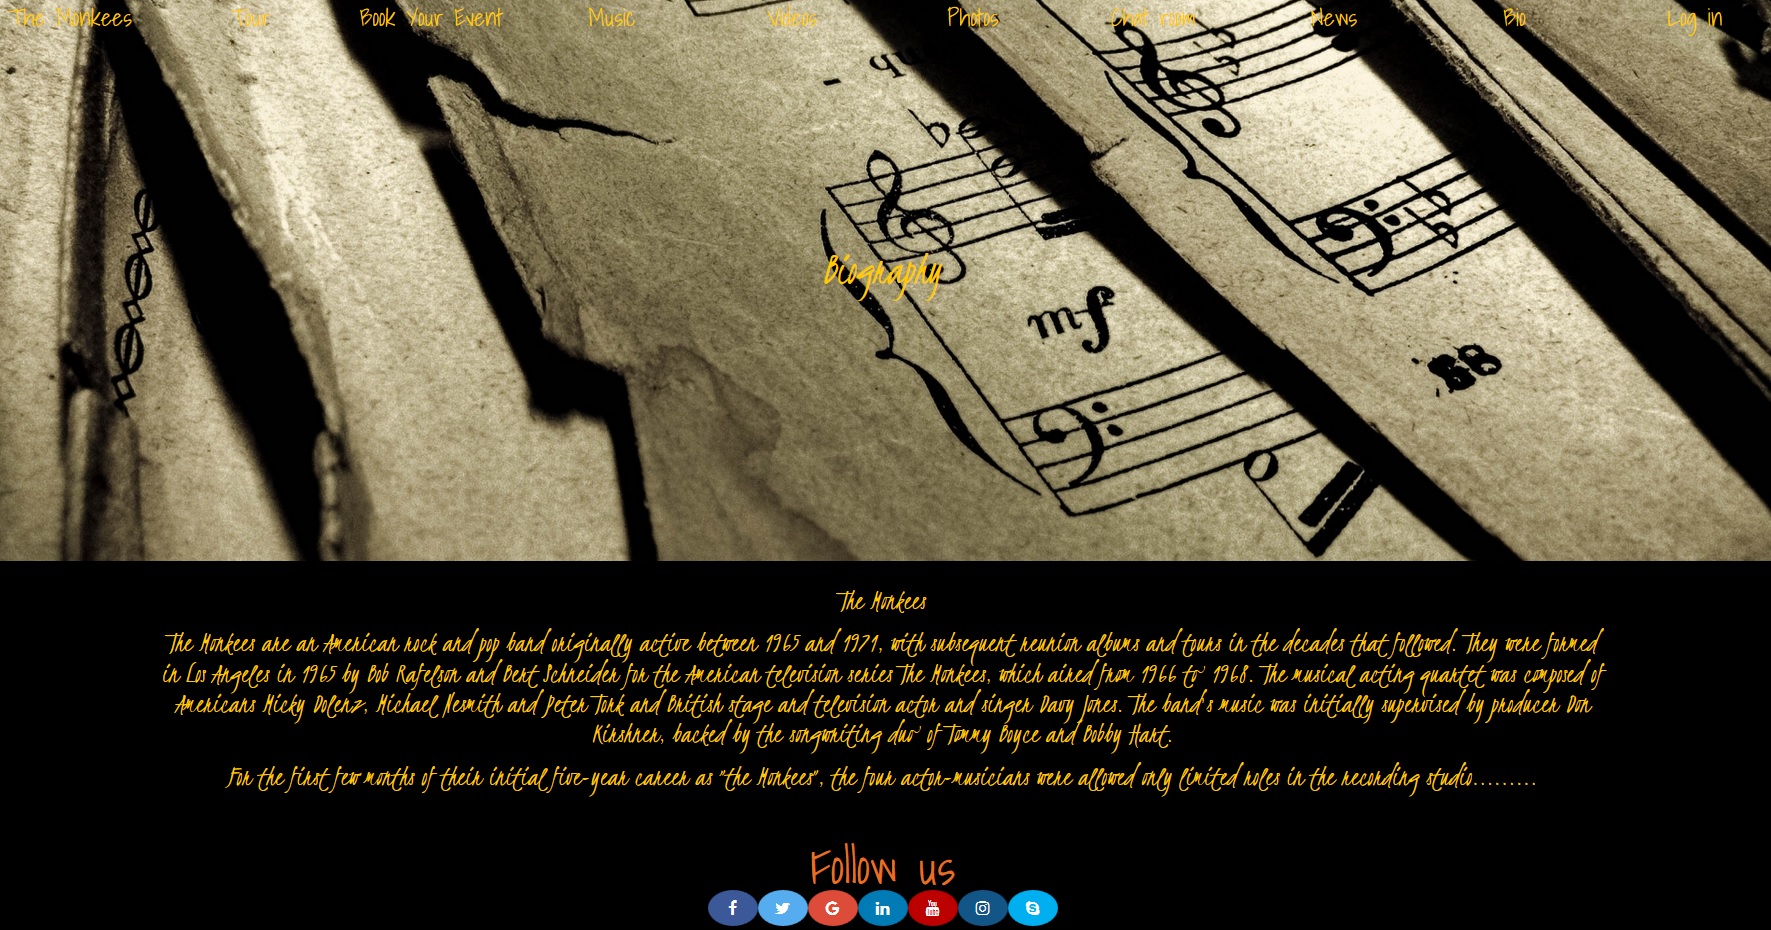 The Monkees Tour Book Your Event Music Videos Photos Chat room News Bio Log in
Biography
mf
The Monkees
The Monkees are an American rock and pop band originally active between 1965 and 1971, with subsequent reunion albums and tours in the decades that followed. They were formed
in Los Angeles in 1965 by Bob Rafelson and Bert Schneider for the American television series The Monkees, which aired from 1966 to 1968. The musical acting quartet was composed of
Americans Micky Dolenz, Michael Nesmith and Peter Tork and British stage and television actor and singer Davy Jones. The band's music was initially supervised by producer Don
Kirshner, backed by the songwriting duo of Tommy Boyce and Bobby Hart.
For the first few months of their initial five-year career as "the Monkees", the four actor-musicians were allowed only limited roles in the recording studio.........
Follow us
You Tube